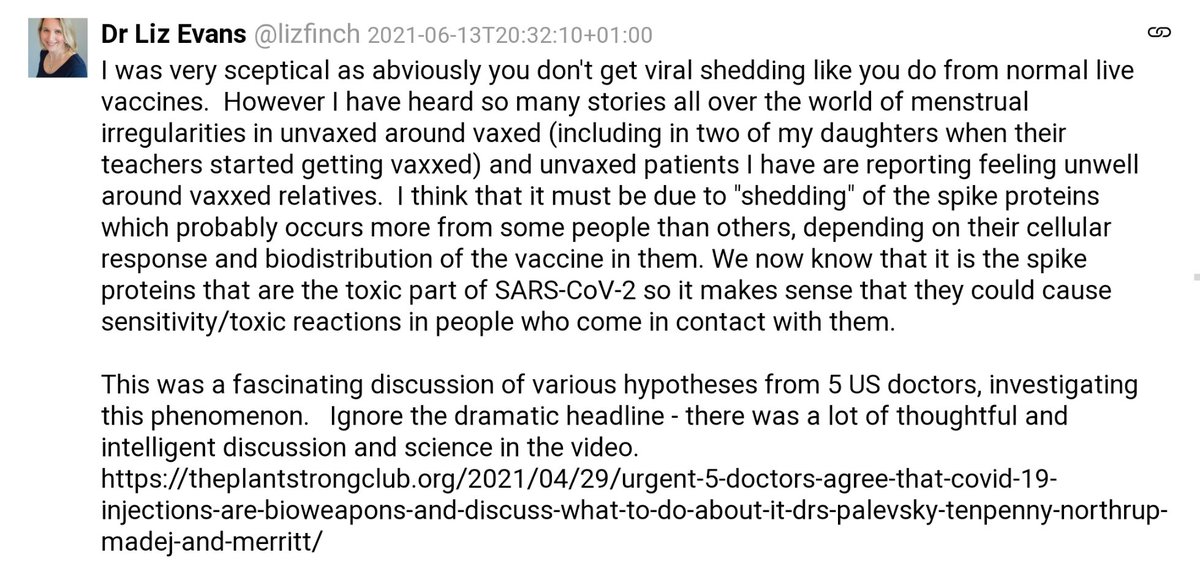 Dr Liz Evans @lizfinch 2021-06-13T20:32:10+01:00
I was very sceptical as abviously you don't get viral shedding like you do from normal live
vaccines.  However I have heard so many stories all over the world of menstrual
irregularities in unvaxed around vaxed (including in two of my daughters when their
teachers started getting vaxxed) and unvaxed patients I have are reporting feeling unwell
around vaxxed relatives.  I think that it must be due to "shedding" of the spike proteins
which probably occurs more from some people than others, depending on their cellular
response and biodistribution of the vaccine in them. We now know that it is the spike
proteins that are the toxic part of SARS-CoV-2 so it makes sense that they could cause
sensitivity/toxic reactions in people who come in contact with them.
This was a fascinating discussion of various hypotheses from 5 US doctors, investigating
this phenomenon.   Ignore the dramatic headline - there was a lot of thoughtful and
intelligent discussion and science in the video.
https://theplantstrongclub.org/2021/04/29/urgent-5-doctors-agree-that-covid-19-
injections-are-bioweapons-and-discuss-what-to-do-about-it-drs-palevsky-tenpenny-northrup-
madej-and-merritt/